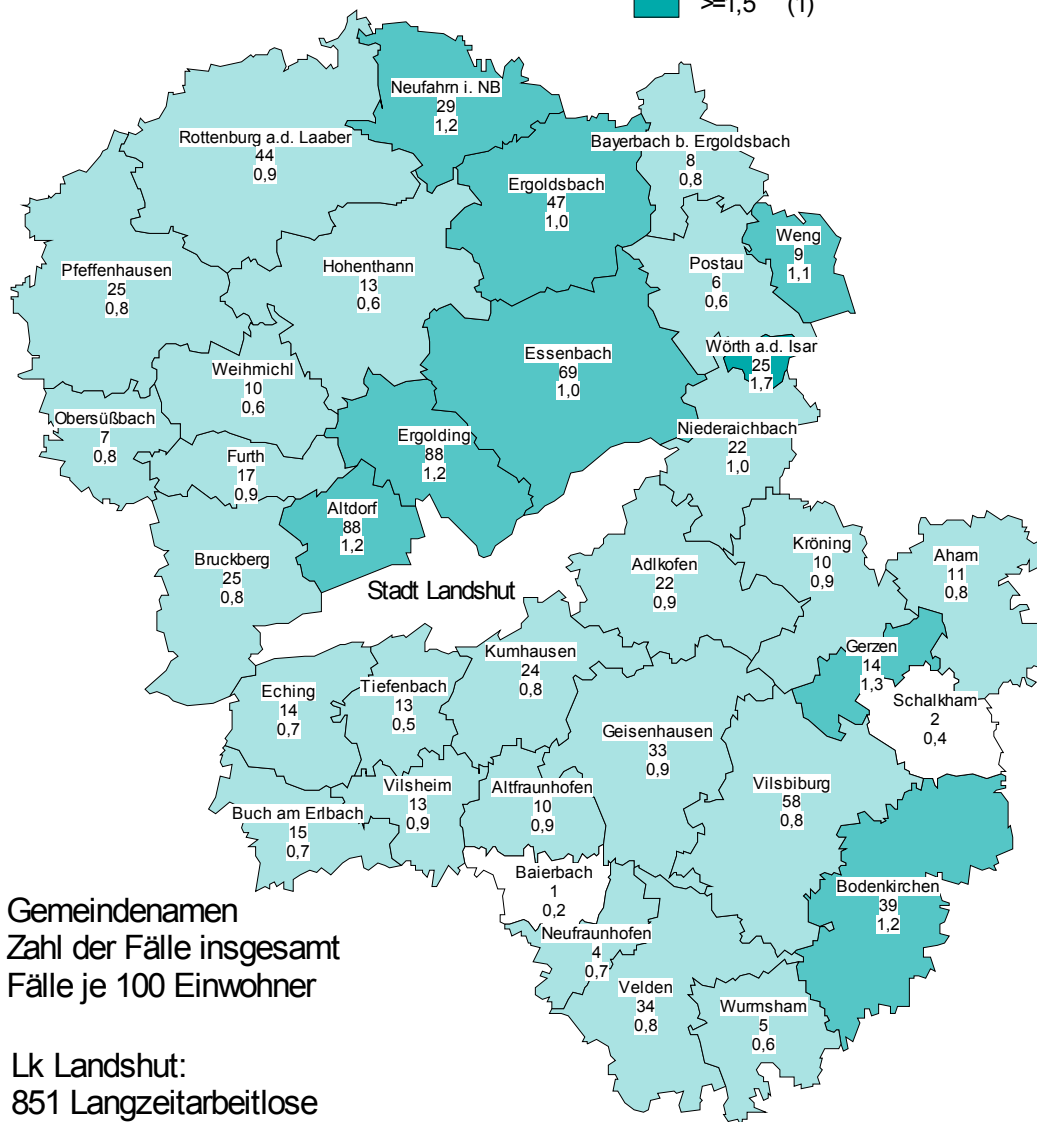 >=1,5 (1)
Neufahrn i. NB
29
1,2
Rottenburg a.d. Laaber
44
0,9
Bayerbach b. Ergoldsbach
8
0,8
Ergoldsbach
47
1,0
Weng
9
1,1
Pfeffenhausen
25
0,8
Hohenthann
13
0,6
Postau
6
0,6
Wörth a.d. Isar
25
1,7
Essenbach
69
1,0
Weihmichl
10
0,6
Obersüßbach
7
0,8
Ergolding
88
1,2
Niederaichbach
22
1,0
Furth
17
0,9
Altdorf
88
1,2
Bruckberg
25
0,8
Kröning
10
0,9
Aham
11
0,8
Adlkofen
22
0,9
Stadt Landshut
Kumhausen
24
0,8
Gerzen
14
1,3
Eching
14
0,7
Tiefenbach
13
0,5
Schalkham
2
0,4
Geisenhausen
33
0,9
Vilsheim
13
0,9
Altfraunhofen
10
0,9
Vilsbiburg
58
0,8
Buch am Erlbach
15
0,7
Baierbach
1
0,2
Bodenkirchen
39
1,2
Neufraunhofen
4
0,7
Velden
34
0,8
Wurmsham
5
0,6
Gemeindenamen
Zahl der Fälle insgesamt
Fälle je 100 Einwohner
Lk Landshut:
851 Langzeitarbeitlose